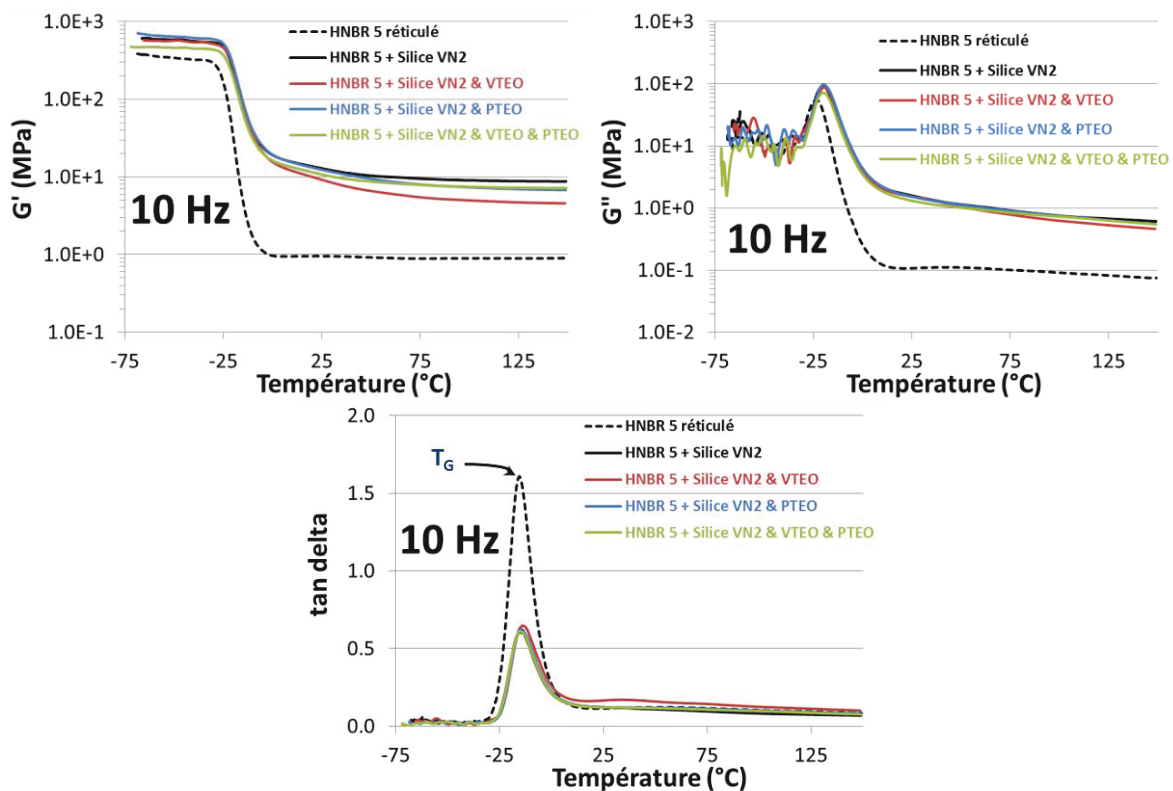 1.0E+3
1.0E+2
1.0E+1
1.0E+0
1.0E-1
G' (MPa)
HNBR 5 réticulé
HNBR 5 + Silice VN2
HNBR 5 + Silice VN2 & VTEO
HNBR 5 + Silice VN2 & PTEO
HNBR 5 + Silice VN2 & VTEO & PTEO
10 Hz
-75
-25
25
75
125
Température (°C)
1.0E+3
1.0E+2
1.0E+1
1.0E+0
1.0E-1
1.0E-2
G'' (MPa)
HNBR 5 réticulé
HNBR 5 + Silice VN2
HNBR 5 + Silice VN2 & VTEO
HNBR 5 + Silice VN2 & PTEO
HNBR 5 + Silice VN2 & VTEO & PTEO
10 Hz
-75
-25
25
75
125
Température (°C)
2.0
1.5
1.0
0.5
0.0
tan delta
HNBR 5 réticulé
HNBR 5 + Silice VN2
HNBR 5 + Silice VN2 & VTEO
HNBR 5 + Silice VN2 & PTEO
HNBR 5 + Silice VN2 & VTEO & PTEO
TG
10 Hz
-75
-25
25
75
125
Température (°C)